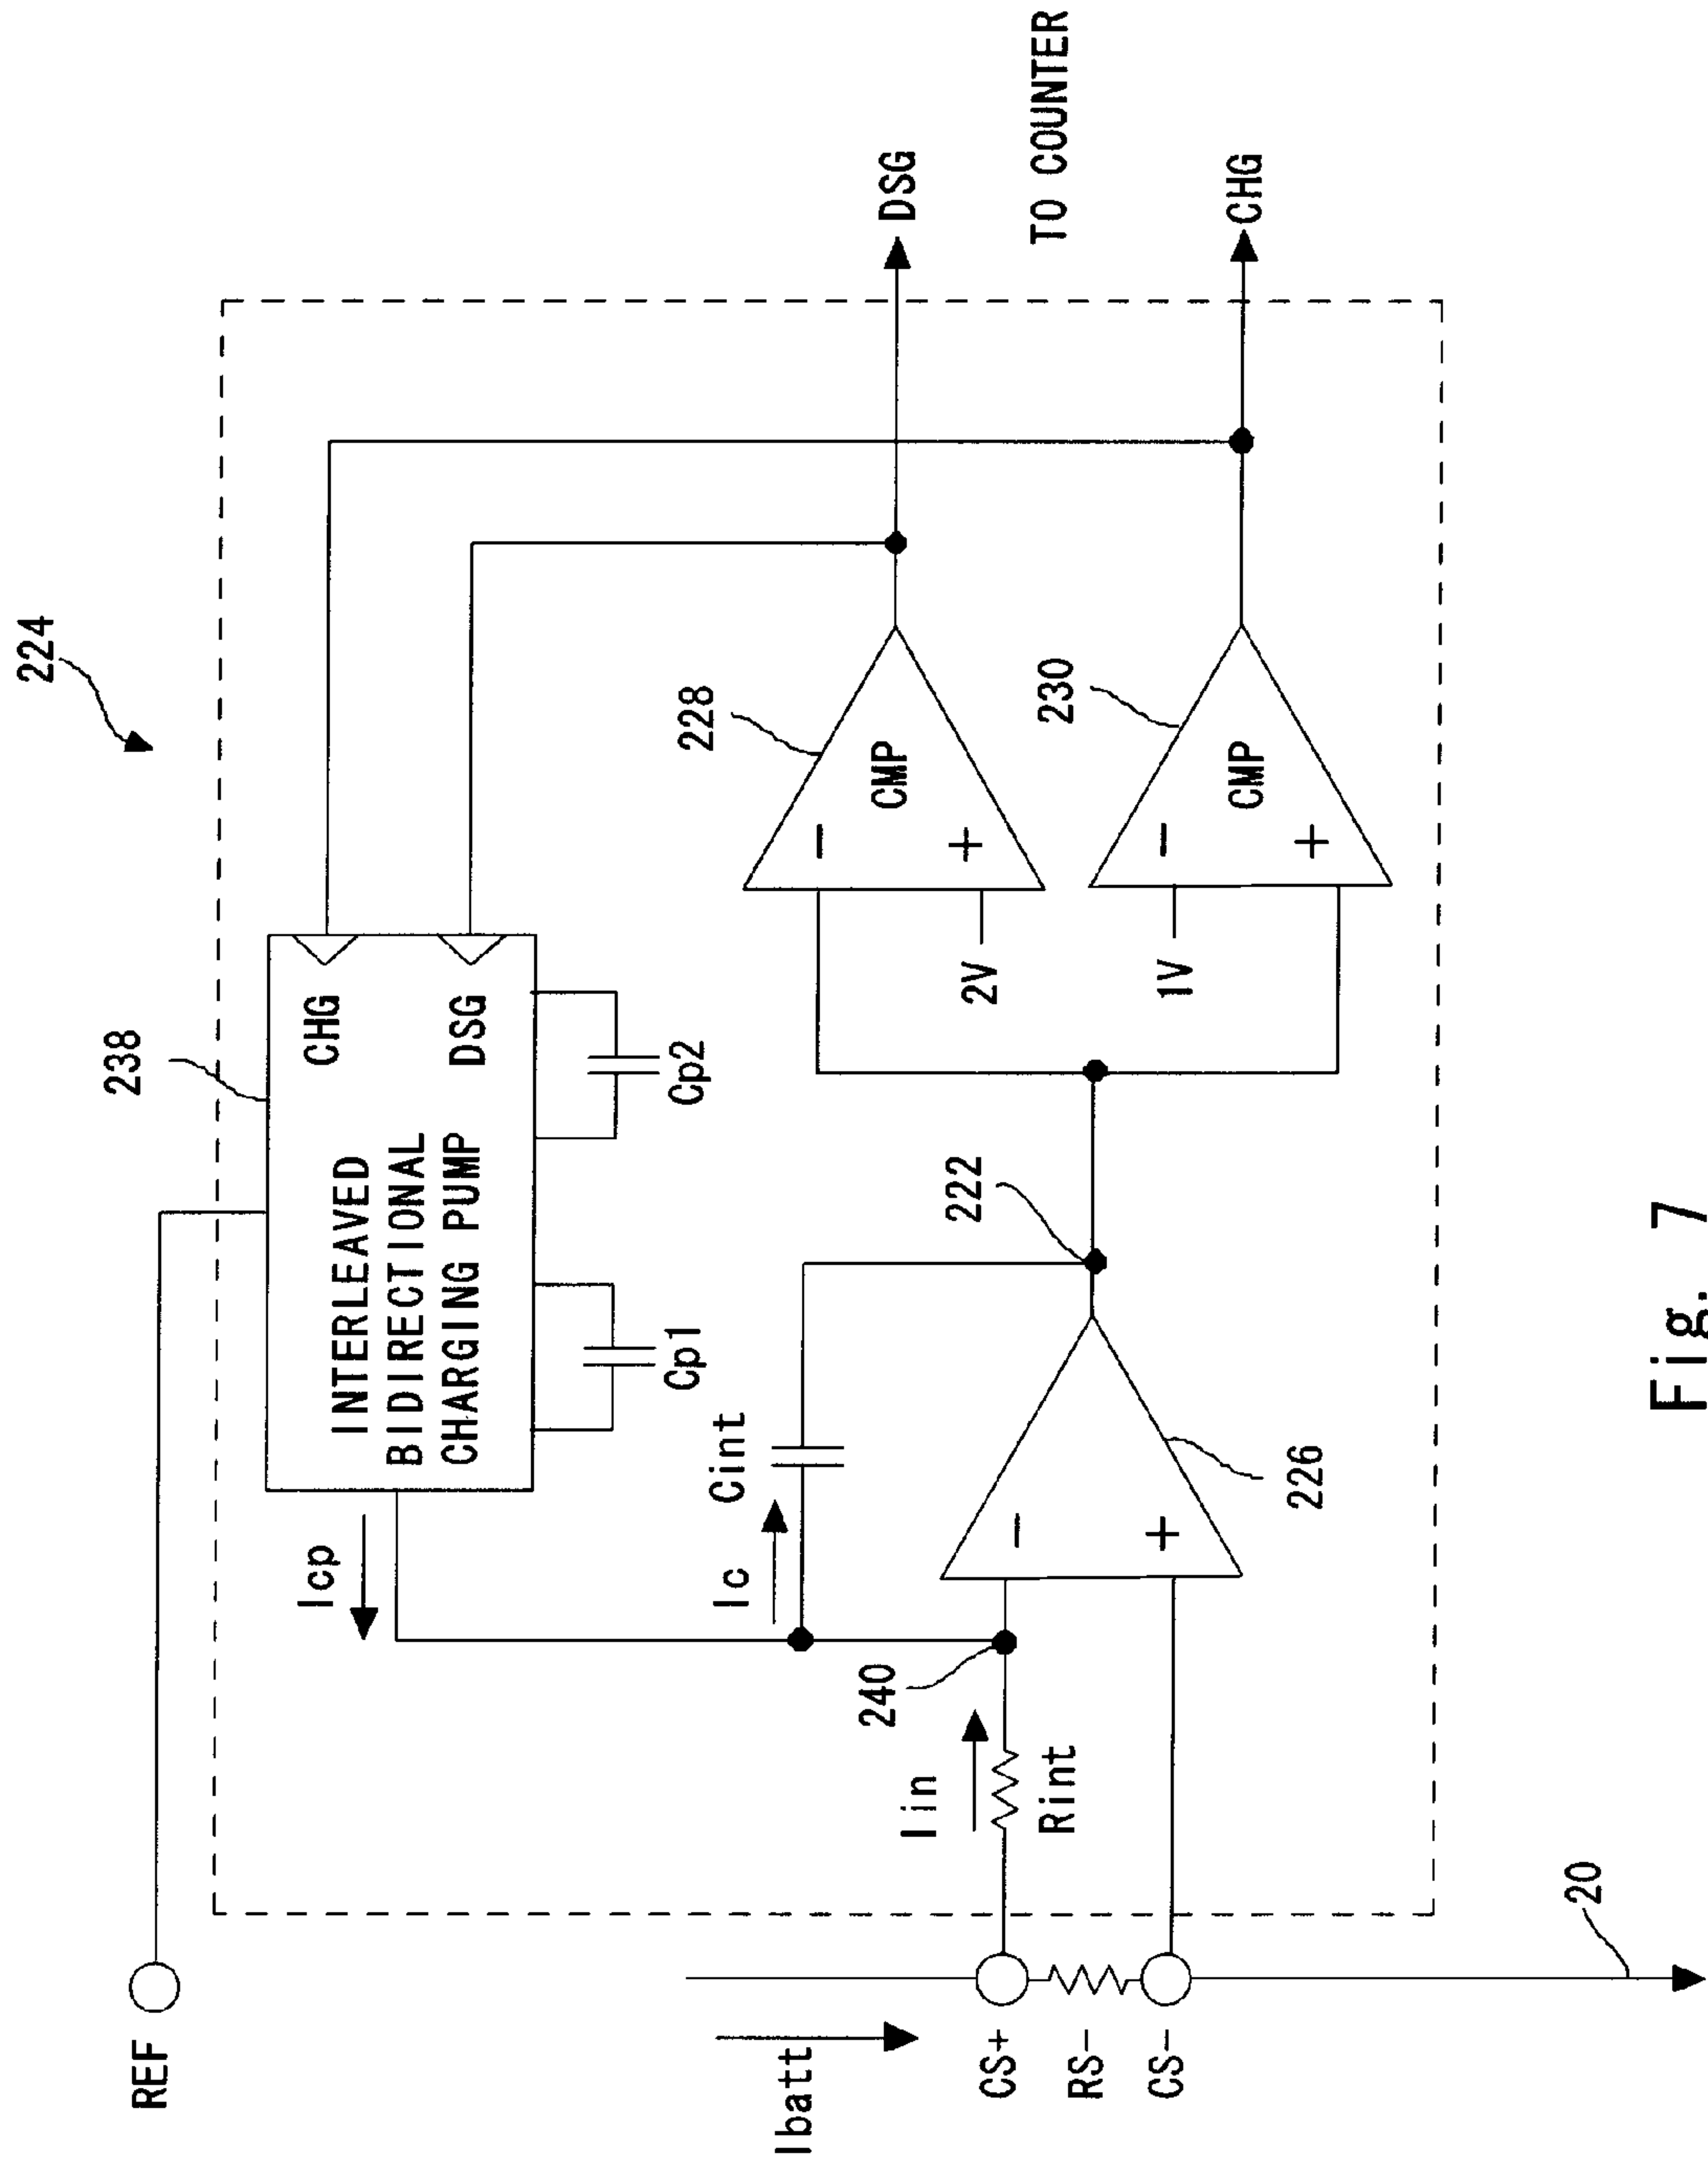 224
REF
238
INTERLEAVED
BIDIRECTIONAL
CHARGING PUMP
CHG
DSG
Icp
Cp1
Cp2
Ic
Cint
228
−
CMP
+
2V
DSG
TO COUNTER
Ibatt
Iin
240
222
−
+
226
230
1V
−
CMP
+
CHG
CS+
Rint
RS−
CS−
20
Fig. 7